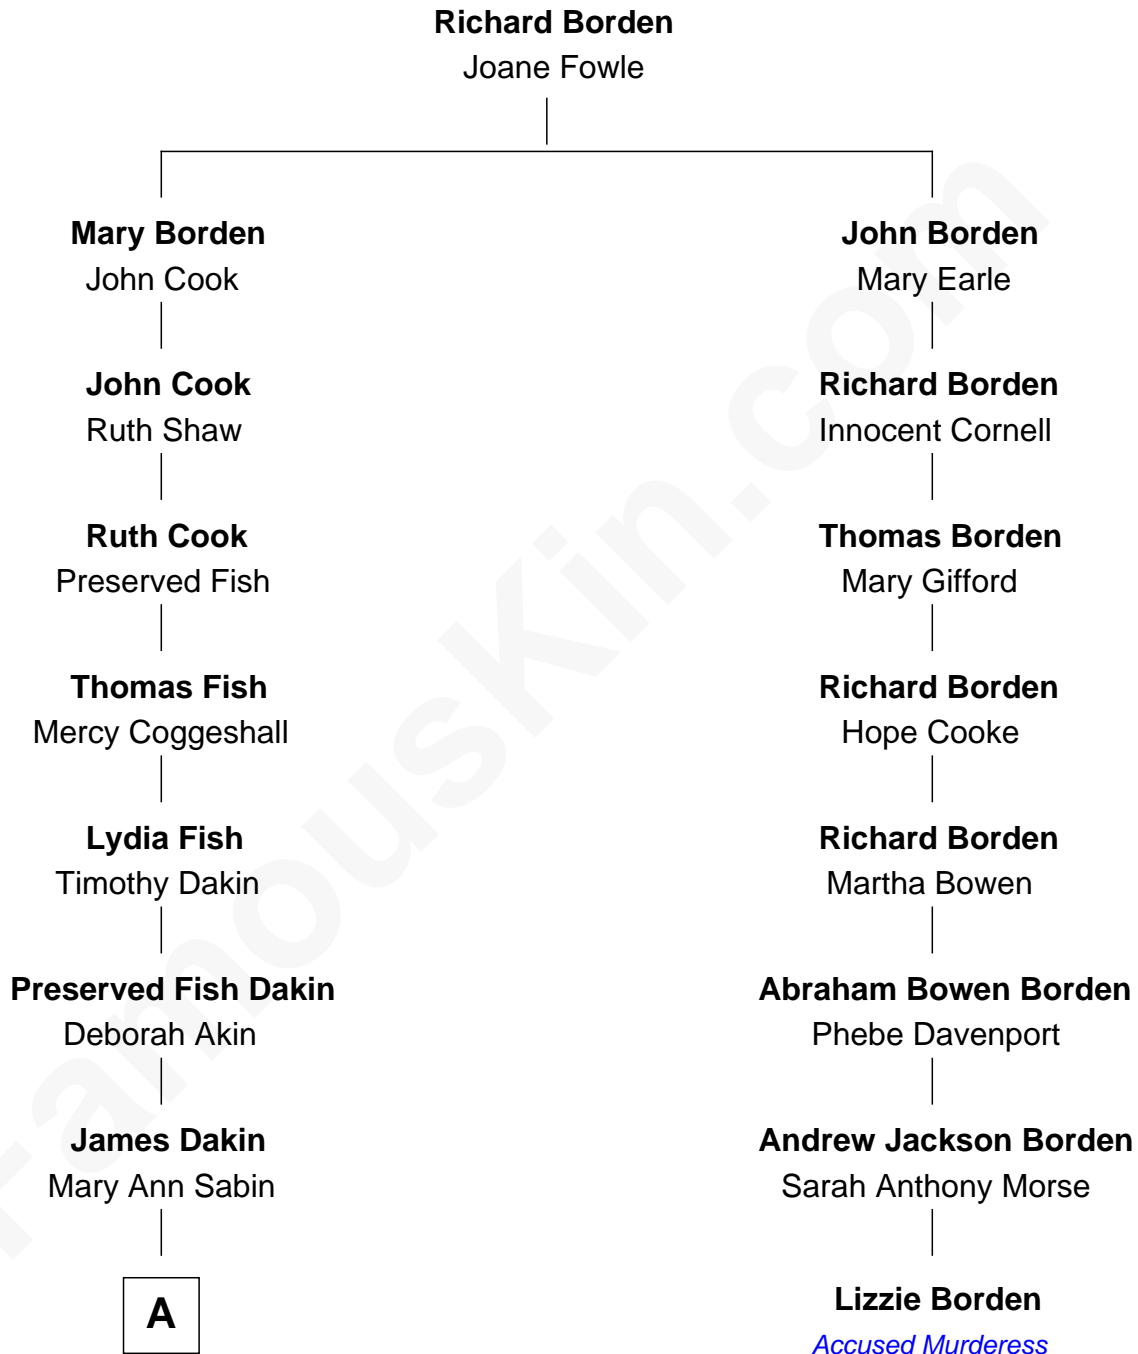 Richard Borden
Joane Fowle
Mary Borden
John Cook
John Borden
Mary Earle
John Cook
Ruth Shaw
Richard Borden
Innocent Cornell
Ruth Cook
Preserved Fish
Thomas Borden
Mary Gifford
Thomas Fish
Mercy Coggeshall
Richard Borden
Hope Cooke
Lydia Fish
Timothy Dakin
Richard Borden
Martha Bowen
Preserved Fish Dakin
Deborah Akin
Abraham Bowen Borden
Phebe Davenport
James Dakin
Mary Ann Sabin
Andrew Jackson Borden
Sarah Anthony Morse
A
Lizzie Borden
Accused Murderess
FamousKin.com